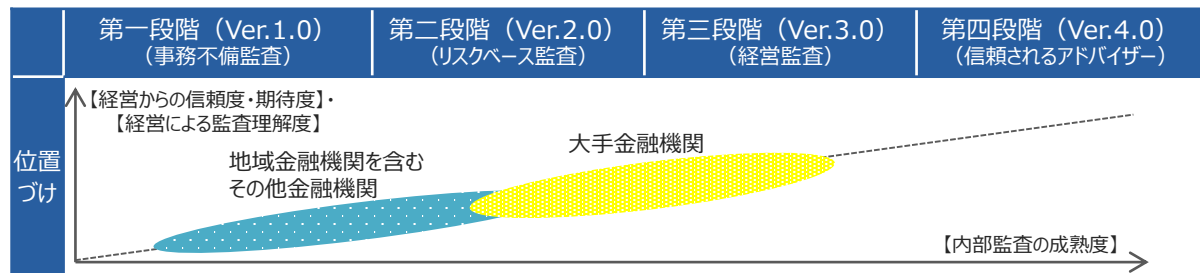 第一段階(Ver.1.0)
(事務不備監査)
第二段階(Ver.2.0)
(リスクベース監査)
第三段階(Ver.3.0)
(経営監査)
第四段階(Ver.4.0)
(信頼されるアドバイザー)
位置
づけ
【経営からの信頼度・期待度】・
【経営による監査理解度】
地域金融機関を含む
その他金融機関
大手金融機関
【内部監査の成熟度】